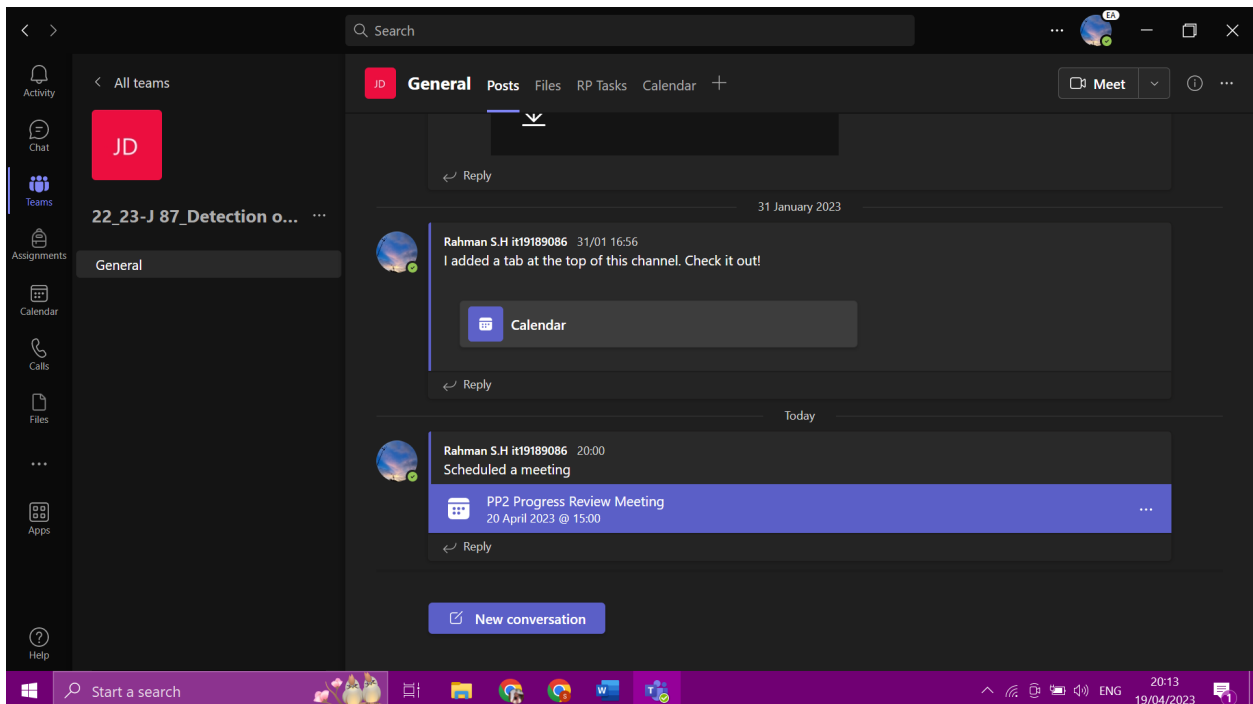 Search
EA
Activity
Chat
Teams
Assignments
Calendar
Calls
Files
Apps
Help
All teams
JD
22_23-J 87_Detection o...
General
JD General Posts Files RP Tasks Calendar Meet
Reply
31 January 2023
Rahman S.H it19189086 31/01 16:56
I added a tab at the top of this channel. Check it out!
Calendar
Reply
Today
Rahman S.H it19189086 20:00
Scheduled a meeting
PP2 Progress Review Meeting
20 April 2023 @ 15:00
Reply
New conversation
Start a search
ENG
20:13
19/04/2023
1